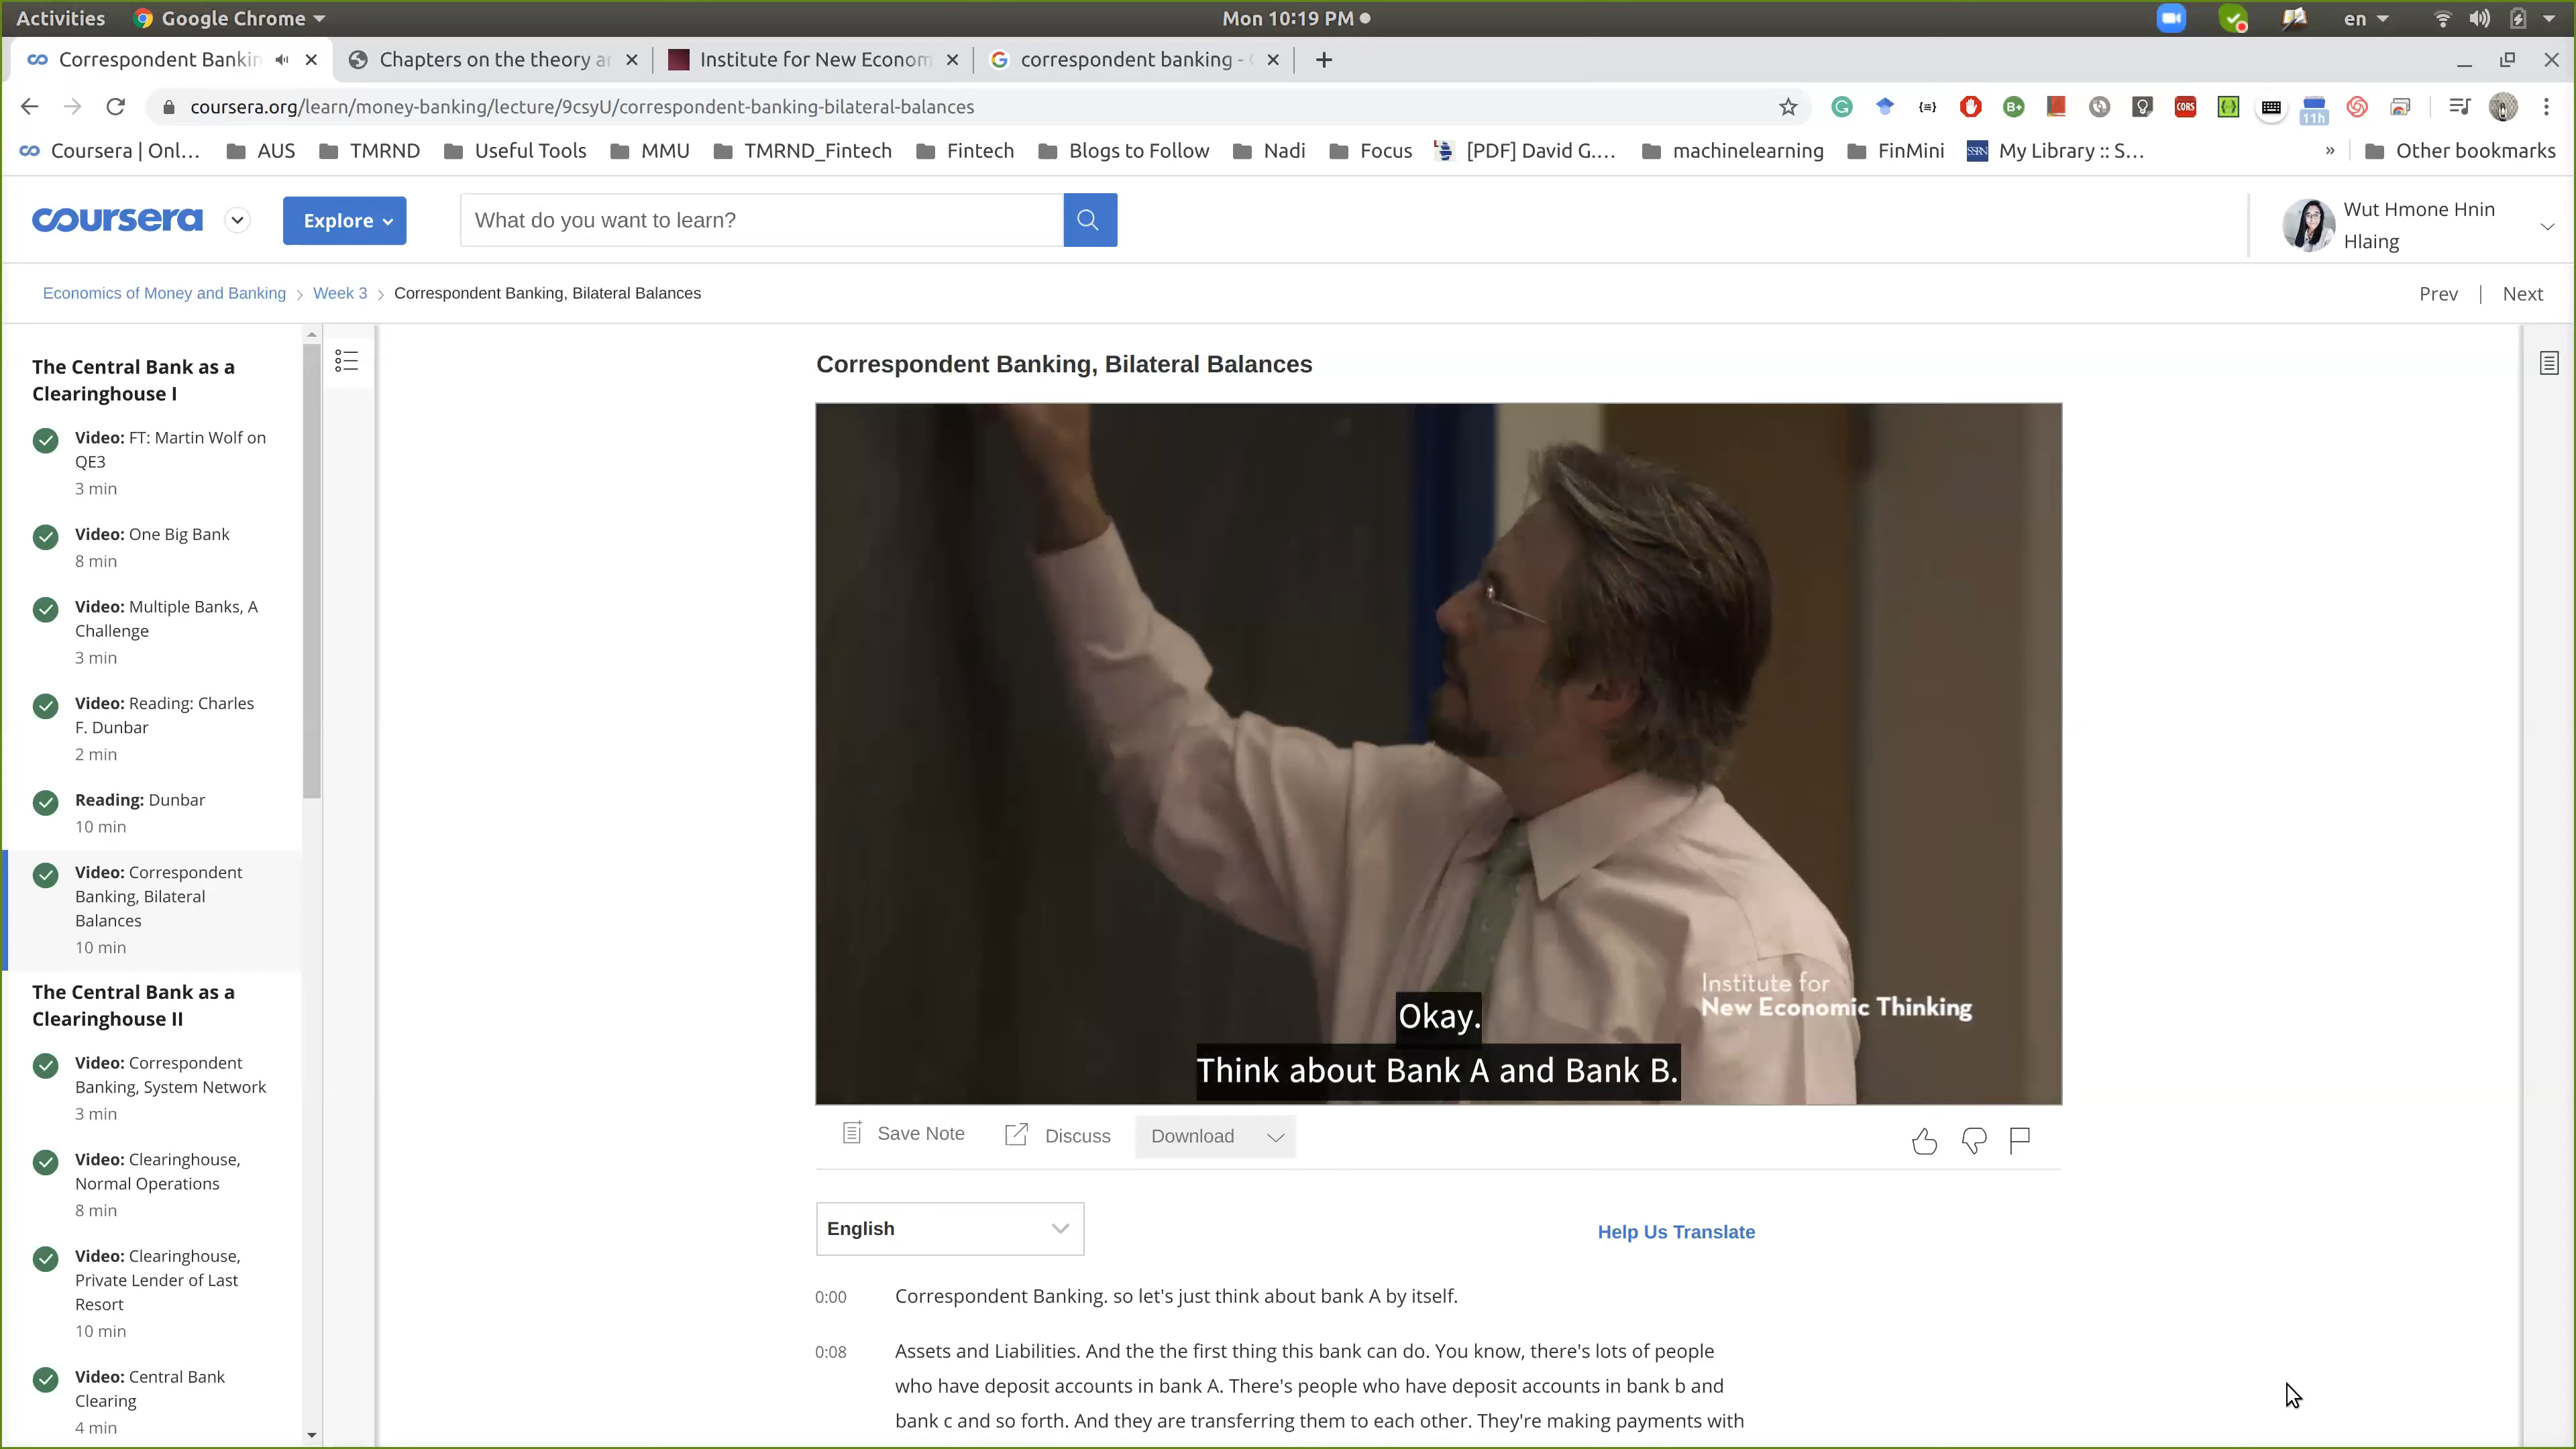 Activities Google Chrome Mon 10:19 PM en
Correspondent Bankin Chapters on the theory ar Institute for New Econom correspondent banking -
coursera.org/learn/money-banking/lecture/9csyU/correspondent-banking-bilateral-balances 11h
Coursera | Onl... AUS TMRND Useful Tools MMU TMRND_Fintech Fintech Blogs to Follow Nadi Focus [PDF] David G.... machinelearning FinMini SSRN My Library :: S... » Other bookmarks
coursera Explore What do you want to learn? Wut Hmone Hnin
Hlaing
Economics of Money and Banking > Week 3 > Correspondent Banking, Bilateral Balances Prev | Next
The Central Bank as a
Clearinghouse I
Video: FT: Martin Wolf on
QE3
3 min
Video: One Big Bank
8 min
Video: Multiple Banks, A
Challenge
3 min
Video: Reading: Charles
F. Dunbar
2 min
Reading: Dunbar
10 min
Video: Correspondent
Banking, Bilateral
Balances
10 min
The Central Bank as a
Clearinghouse II
Video: Correspondent
Banking, System Network
3 min
Video: Clearinghouse,
Normal Operations
8 min
Video: Clearinghouse,
Private Lender of Last
Resort
10 min
Video: Central Bank
Clearing
4 min
Correspondent Banking, Bilateral Balances
Institute for
New Economic Thinking
Okay.
Think about Bank A and Bank B.
Save Note Discuss Download
English Help Us Translate
0:00 Correspondent Banking. so let's just think about bank A by itself.
0:08 Assets and Liabilities. And the the first thing this bank can do. You know, there's lots of people
who have deposit accounts in bank A. There's people who have deposit accounts in bank b and
bank c and so forth. And they are transferring them to each other. They're making payments with